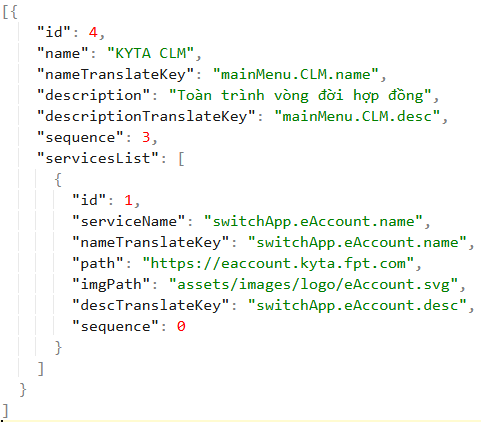 [{
"id": 4,
"name": "KYTA CLM",
"nameTranslateKey": "mainMenu.CLM.name",
"description": "Toàn trình vòng đời hợp đồng",
"descriptionTranslateKey": "mainMenu.CLM.desc",
"sequence": 3,
"servicesList": [
{
"id": 1,
"serviceName": "switchApp.eAccount.name",
"nameTranslateKey": "switchApp.eAccount.name",
"path": "https://eaccount.kyta.fpt.com",
"imgPath": "assets/images/logo/eAccount.svg",
"descTranslateKey": "switchApp.eAccount.desc",
"sequence": 0
}
]
}
]